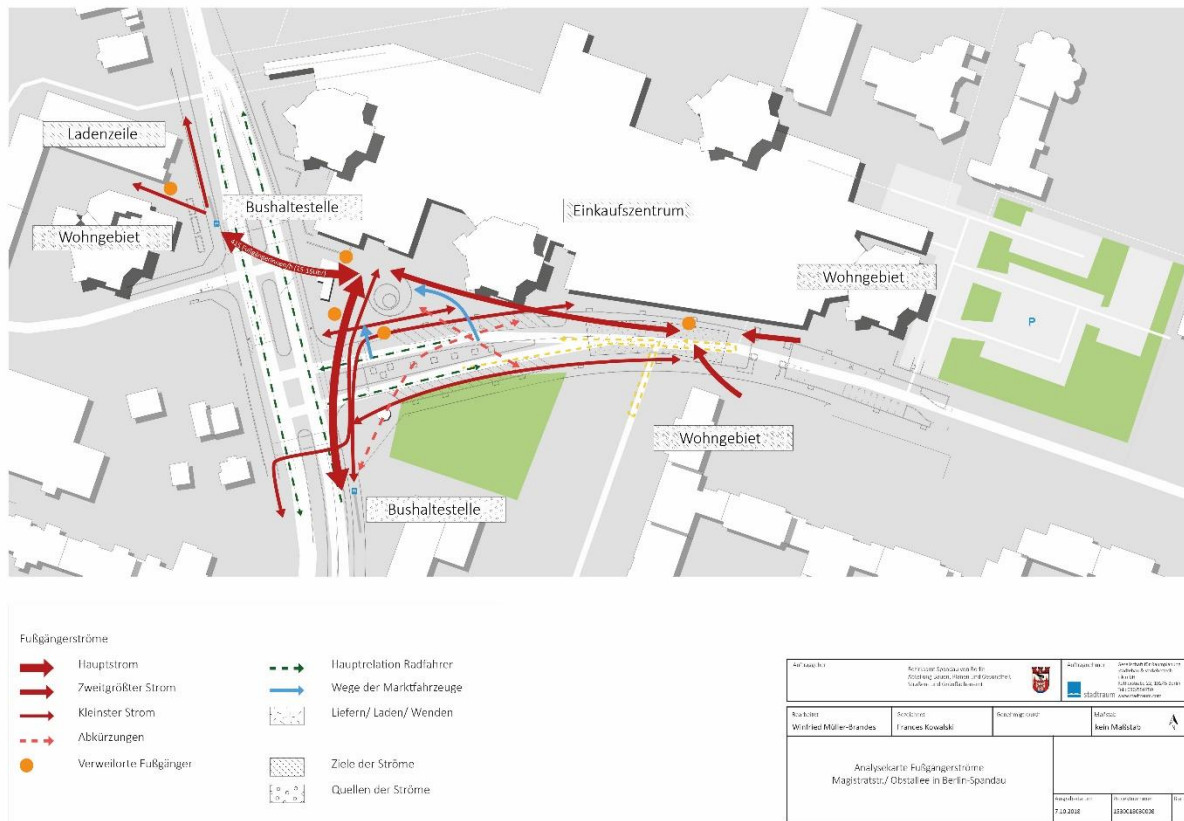 Ladenzeile
Bushaltestelle
Wohngebiet
Einkaufszentrum
Wohngebiet
P
Wohngebiet
Bushaltestelle
Fußgängerströme
Hauptstrom
Zweitgrößter Strom
Kleinster Strom
Abkürzungen
Verweilorte Fußgänger
Hauptrelation Radfahrer
Wege der Marktfahrzeuge
Liefern/ Laden/ Wenden
Ziele der Ströme
Quellen der Ströme
stadtraum
Winfried Müller-Brandes
Frances Kowalski
kein Maßstab
Analysekarte Fußgängerströme
Magistratstr./ Obstallee in Berlin-Spandau
7.10.2018